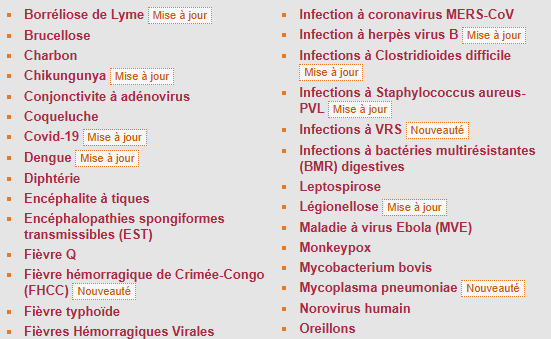 Borréliose de Lyme Mise à jour
Brucellose
Charbon
Chikungunya Mise à jour
Conjonctivite à adénovirus
Coqueluche
Covid-19 Mise à jour
Dengue Mise à jour
Diphtérie
Encéphalite à tiques
Encéphalopathies spongiformes
transmissibles (EST)
Fièvre Q
Fièvre hémorragique de Crimée-Congo
(FHCC) Nouveauté
Fièvre typhoïde
Fièvres Hémorragiques Virales
Infection à coronavirus MERS-CoV
Infection à herpès virus B Mise à jour
Infections à Clostridioides difficile
Mise à jour
Infections à Staphylococcus aureus-
PVL Mise à jour
Infections à VRS Nouveauté
Infections à bactéries multirésistantes
(BMR) digestives
Leptospirose
Légionellose Mise à jour
Maladie à virus Ebola (MVE)
Monkeypox
Mycobacterium bovis
Mycoplasma pneumoniae Nouveauté
Norovirus humain
Oreillons